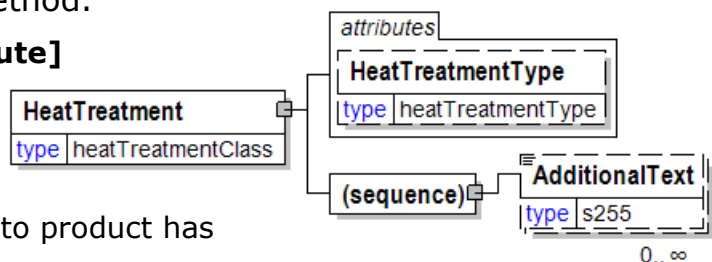 ethod.
ute]
attributes
HeatTreatmentType
type heatTreatmentType
HeatTreatment
type heatTreatmentClass
(sequence)
AdditionalText
type s255
0..∞
to product has